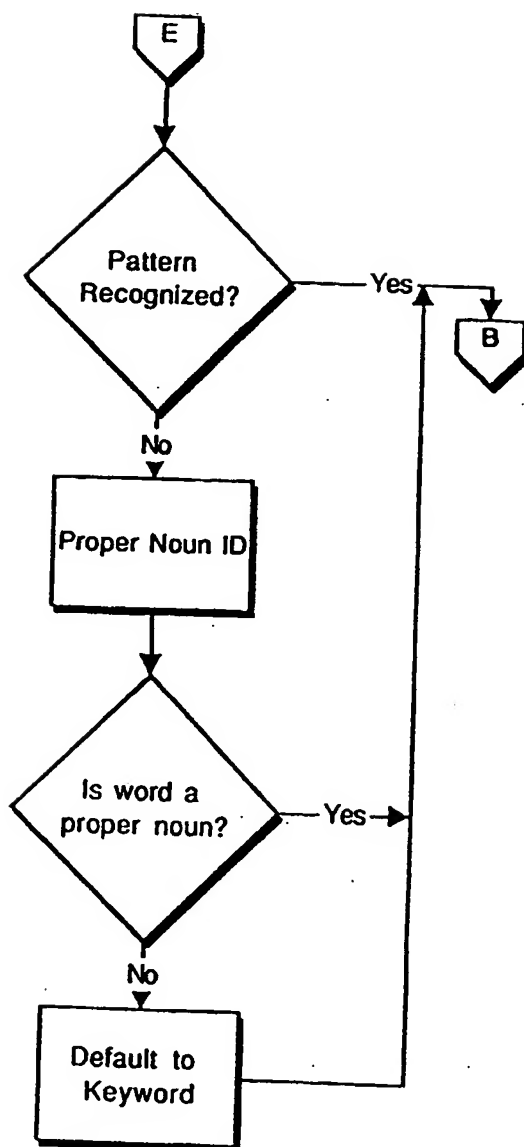 E
Pattern
Recognized?
Yes
B
No
Proper Noun ID
Is word a
proper noun?
Yes
No
Default to
Keyword